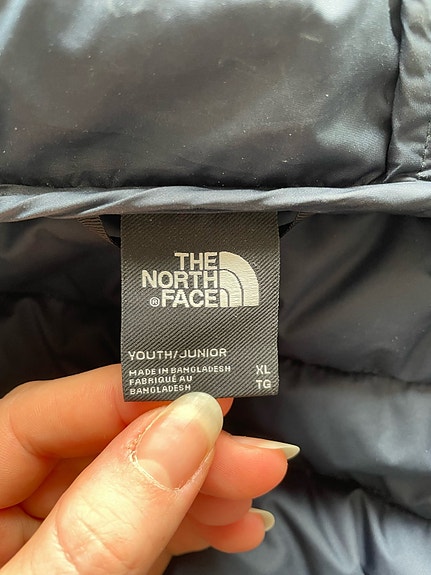 THE
NORTH
® FACE
YOUTH/JUNIOR
MADE IN BANGLADESH XL
FABRIQUÉ AU TG
BANGLADESH